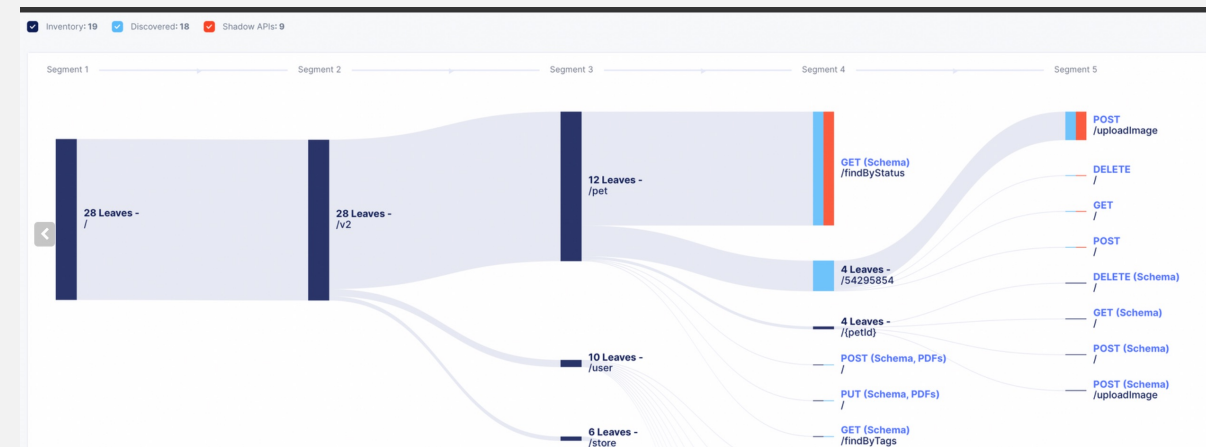 Inventory: 19 Discovered: 18 Shadow APIs: 9
Segment 1 Segment 2 Segment 3 Segment 4 Segment 5
28 Leaves -
/
28 Leaves -
/v2
12 Leaves -
/pet
10 Leaves -
/user
6 Leaves -
/store
GET (Schema)
/findByStatus
4 Leaves -
/54295854
4 Leaves -
/{petId}
POST (Schema, PDFs)
/
PUT (Schema, PDFs)
/
GET (Schema)
/findByTags
POST
/uploadImage
DELETE
/
GET
/
POST
/
DELETE (Schema)
/
GET (Schema)
/
POST (Schema)
/
POST (Schema)
/uploadImage